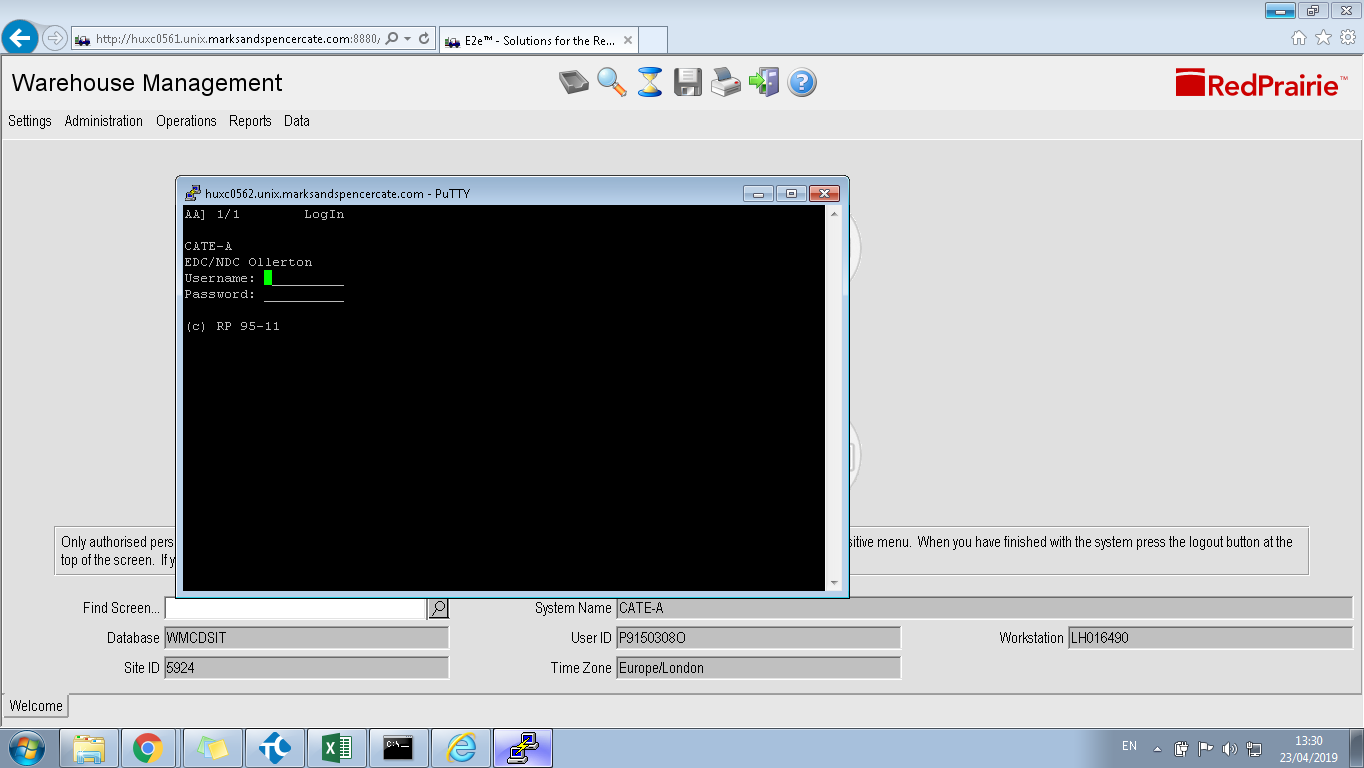 http://huxc0561.unix.marksandspencercate.com:8880/
E2e™ - Solutions for the Re...
Warehouse Management
RedPrairie™
Settings Administration Operations Reports Data
huxc0562.unix.marksandspencercate.com - PuTTY
AA] 1/1 LogIn
CATE-A
EDC/NDC Ollerton
Username:
Password:
(c) RP 95-11
Only authorised pers
sitive menu. When you have finished with the system press the logout button at the
top of the screen. If y
Find Screen... System Name CATE-A
Database WMCDSIT User ID P9150308O Workstation LH016490
Site ID 5924 Time Zone Europe/London
Welcome
C:\
EN 13:30
23/04/2019